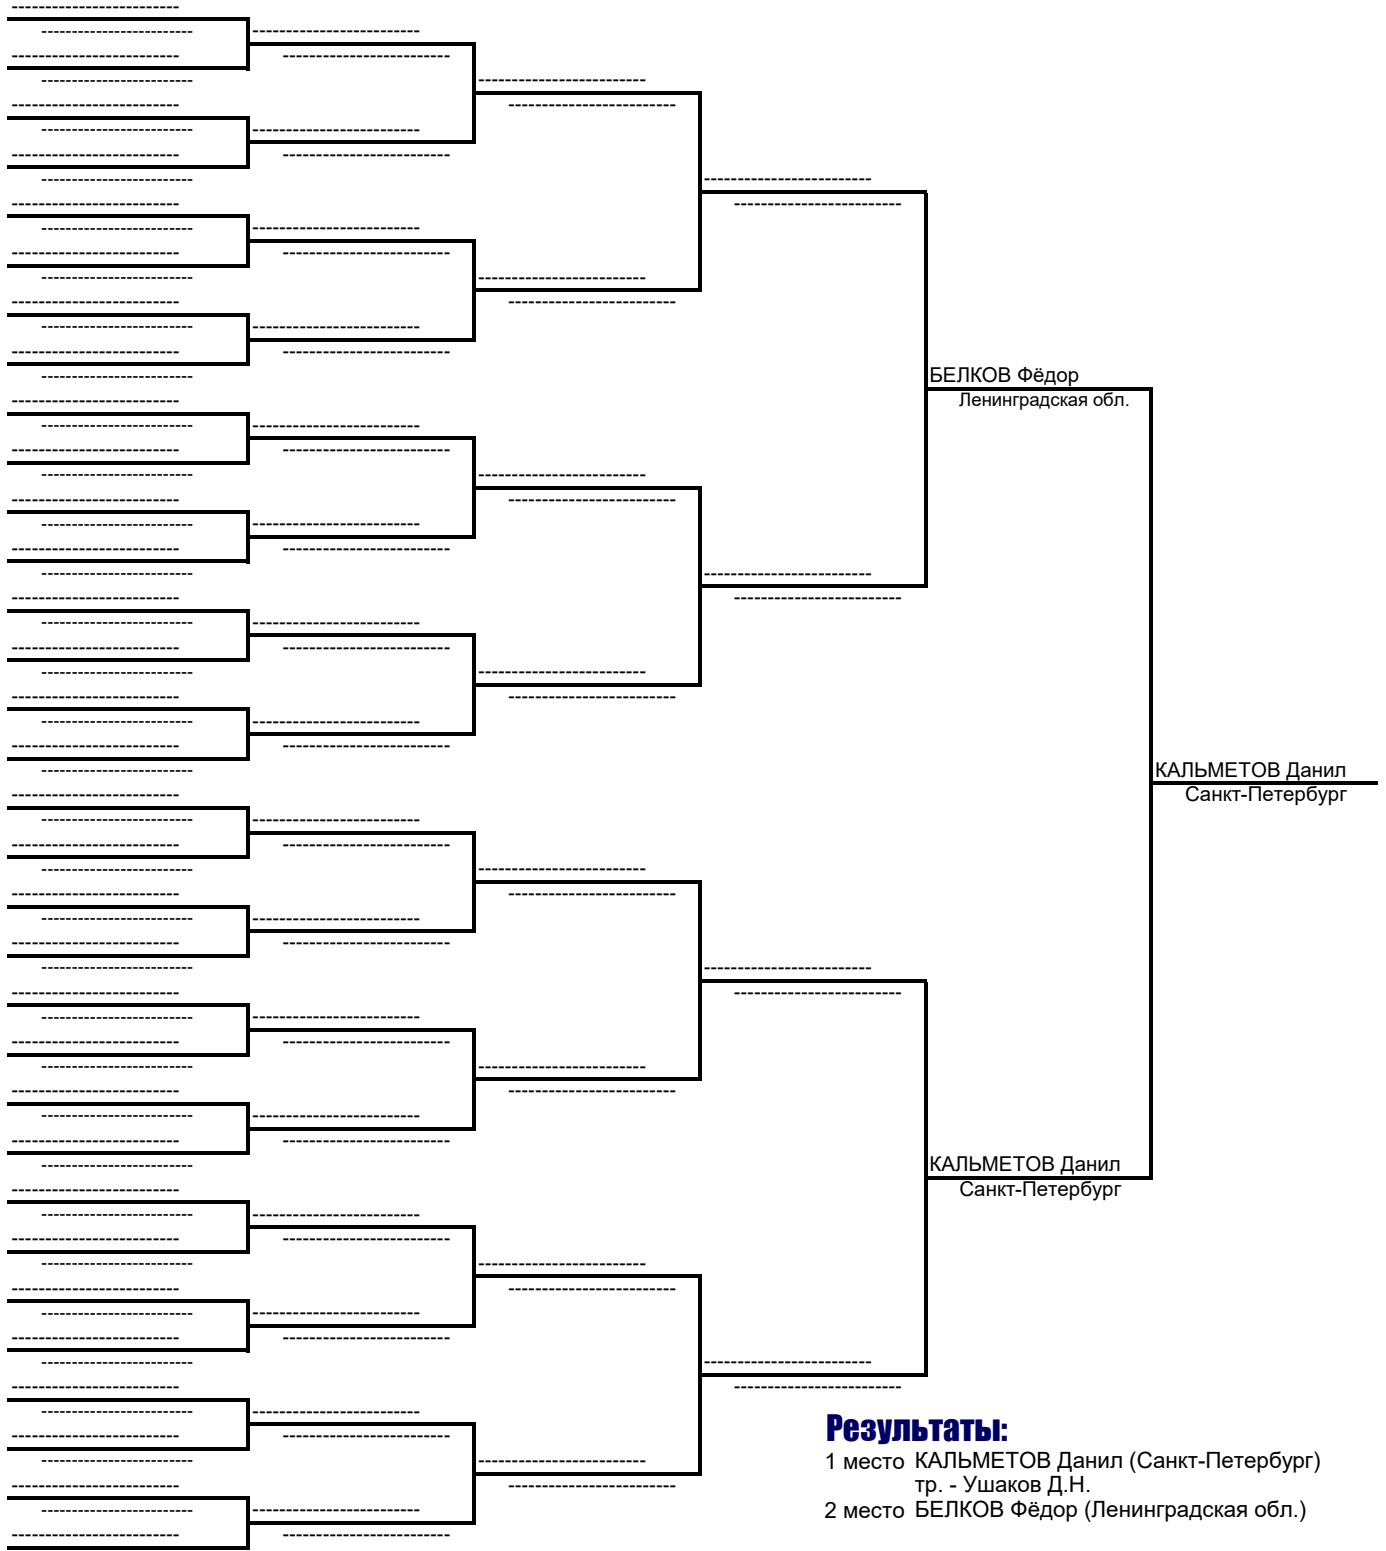 БЕЛКОВ Фёдор
Ленинградская обл.
КАЛЬМЕТОВ Данил
Санкт-Петербург
КАЛЬМЕТОВ Данил
Санкт-Петербург
Результаты:
1 место КАЛЬМЕТОВ Данил (Санкт-Петербург)
тр. - Ушаков Д.Н.
2 место БЕЛКОВ Фёдор (Ленинградская обл.)